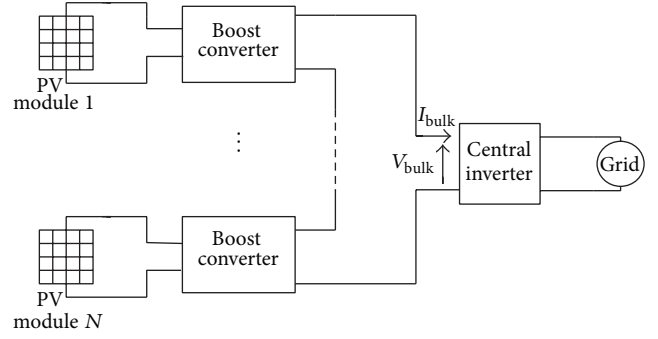 PV
module 1
Boost
converter
⋮
I_bulk
V_bulk
Central
inverter
Grid
PV
module N
Boost
converter